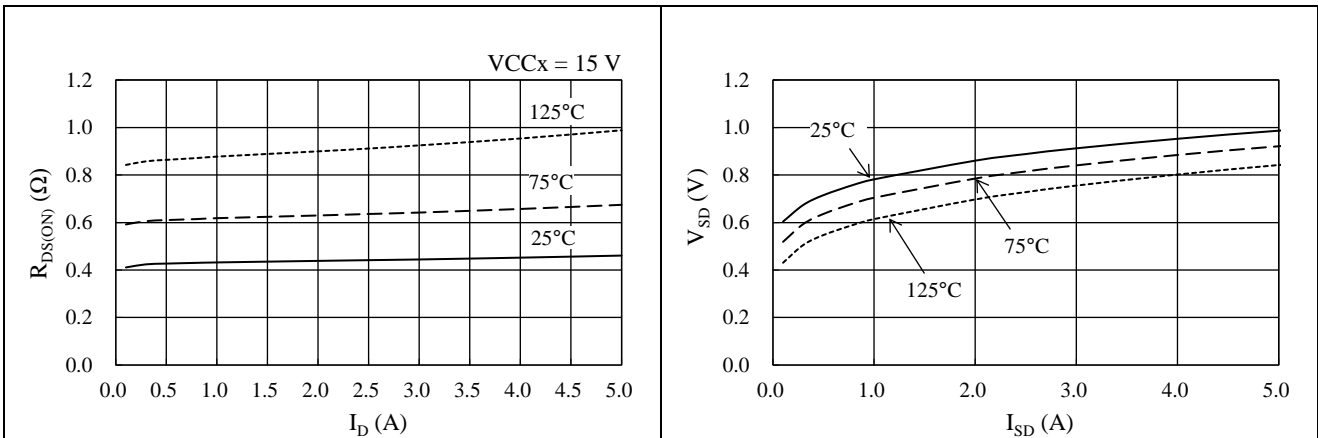 VCCx = 15 V
R_DS(ON) (Ω)
1.2
1.0
0.8
0.6
0.4
0.2
0.0
125°C
75°C
25°C
0.0 0.5 1.0 1.5 2.0 2.5 3.0 3.5 4.0 4.5 5.0
I_D (A)
V_SD (V)
1.2
1.0
0.8
0.6
0.4
0.2
0.0
25°C
75°C
125°C
0.0 1.0 2.0 3.0 4.0 5.0
I_SD (A)